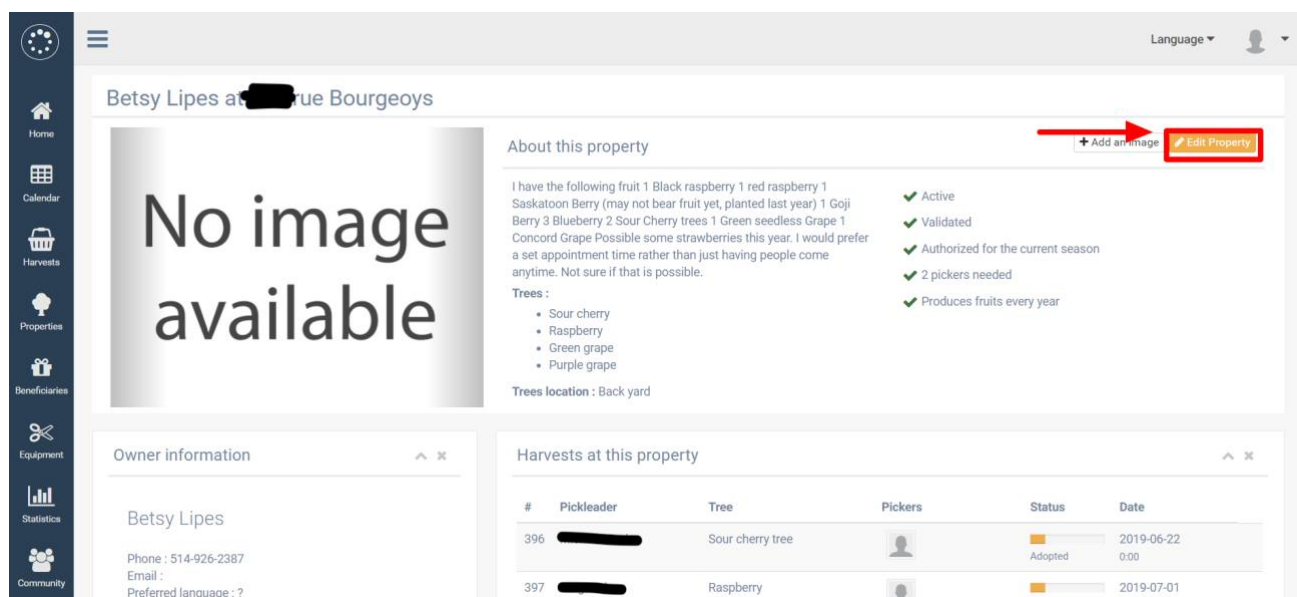 Language
Home
Calendar
Harvests
Properties
Beneficiaries
Equipment
Statistics
Community
Betsy Lipes at rue Bourgeoys
No image
available
About this property
+ Add an image
Edit Property
I have the following fruit 1 Black raspberry 1 red raspberry 1
Saskatoon Berry (may not bear fruit yet, planted last year) 1 Goji
Berry 3 Blueberry 2 Sour Cherry trees 1 Green seedless Grape 1
Concord Grape Possible some strawberries this year. I would prefer
a set appointment time rather than just having people come
anytime. Not sure if that is possible.
Trees :
Sour cherry
Raspberry
Green grape
Purple grape
Trees location : Back yard
Active
Validated
Authorized for the current season
2 pickers needed
Produces fruits every year
Owner information
Betsy Lipes
Phone : 514-926-2387
Email :
Preferred language : ?
Harvests at this property
# Pickleader Tree Pickers Status Date
396 Sour cherry tree Adopted 2019-06-22
0:00
397 Raspberry 2019-07-01